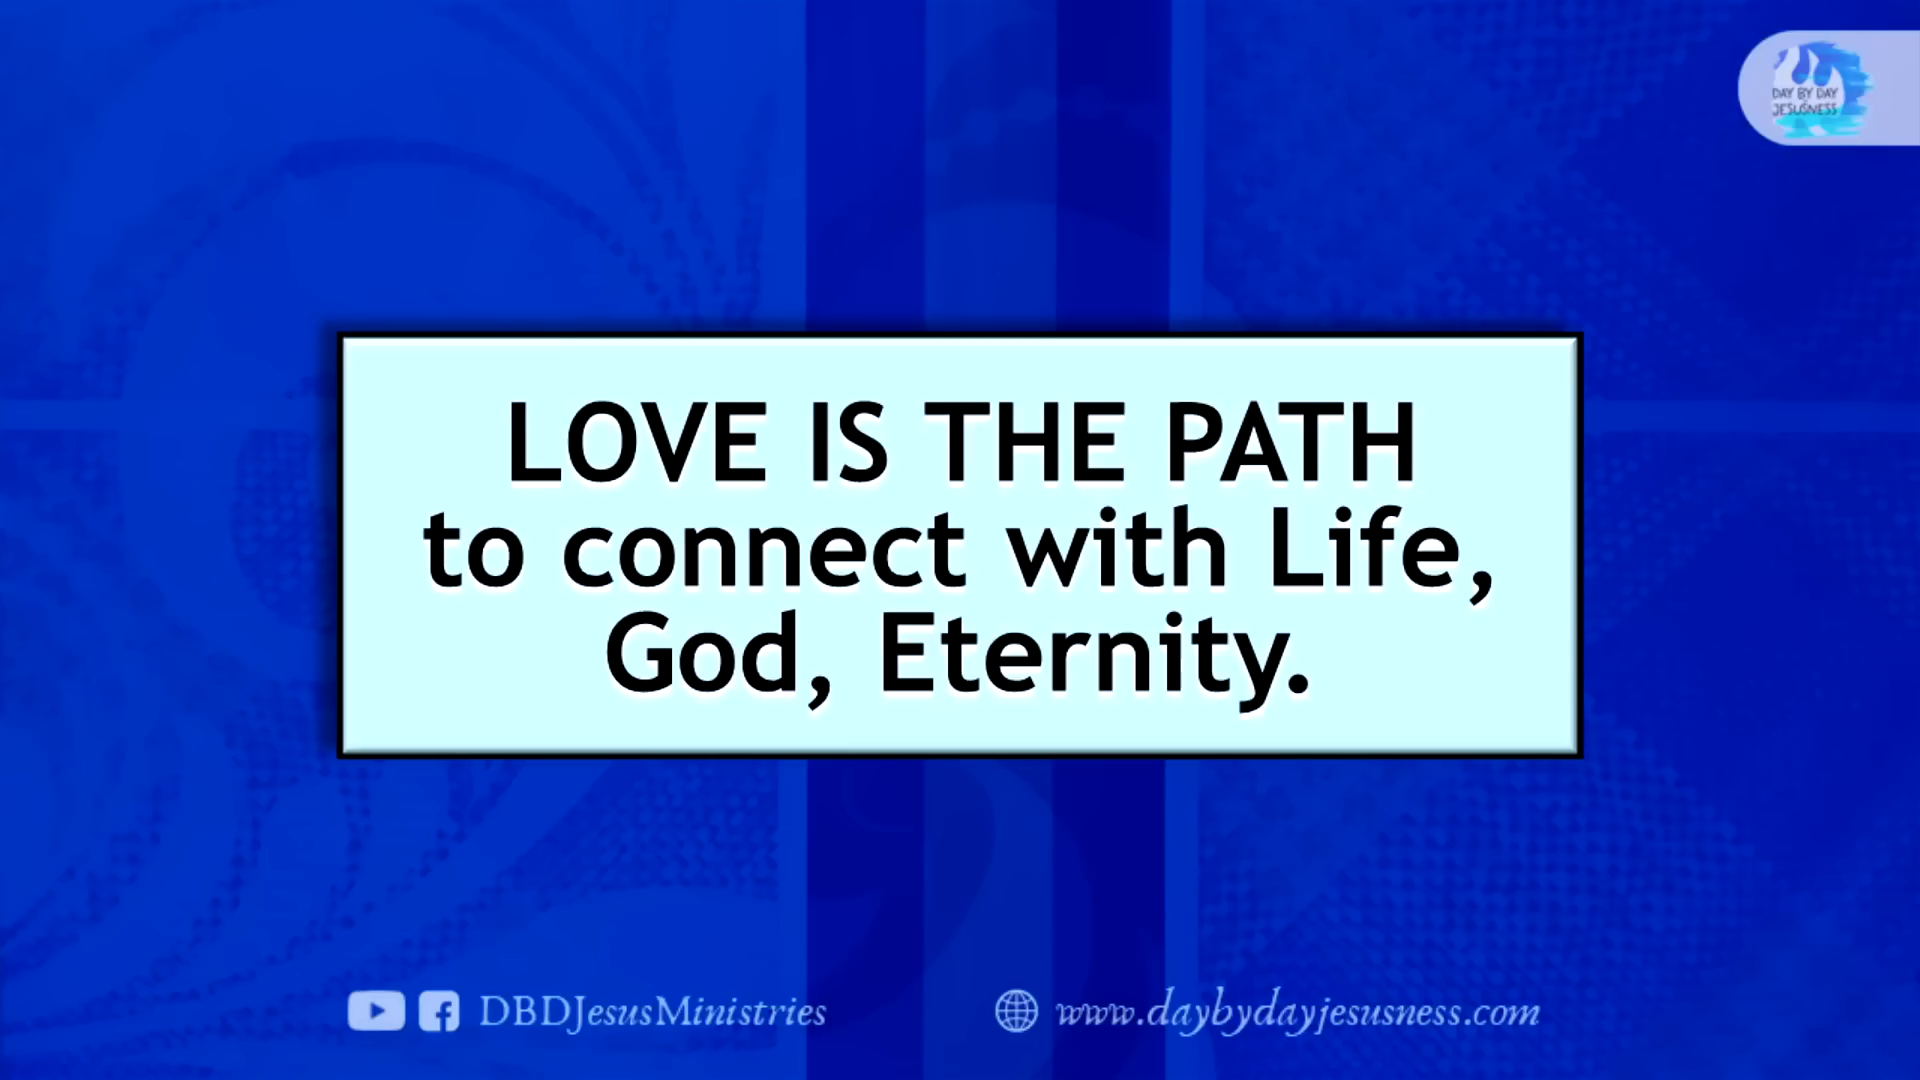 DAY BY DAY
JESUSNESS
LOVE IS THE PATH
to connect with Life,
God, Eternity.
DBDJesusMinistries
www.daybydayjesusness.com